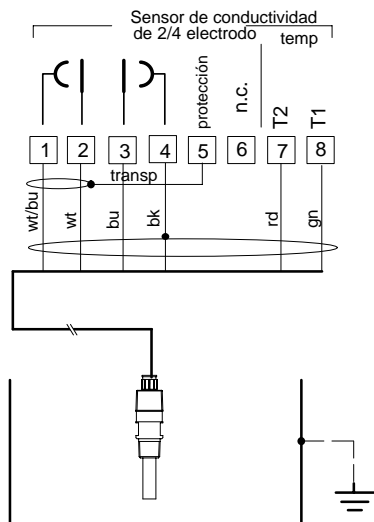 Sensor de conductividad
de 2/4 electrodo
temp
protección
n.c.
T2
T1
1 2 3 4 5 6 7 8
transp
wt/bu
wt
bu
bk
rd
gn